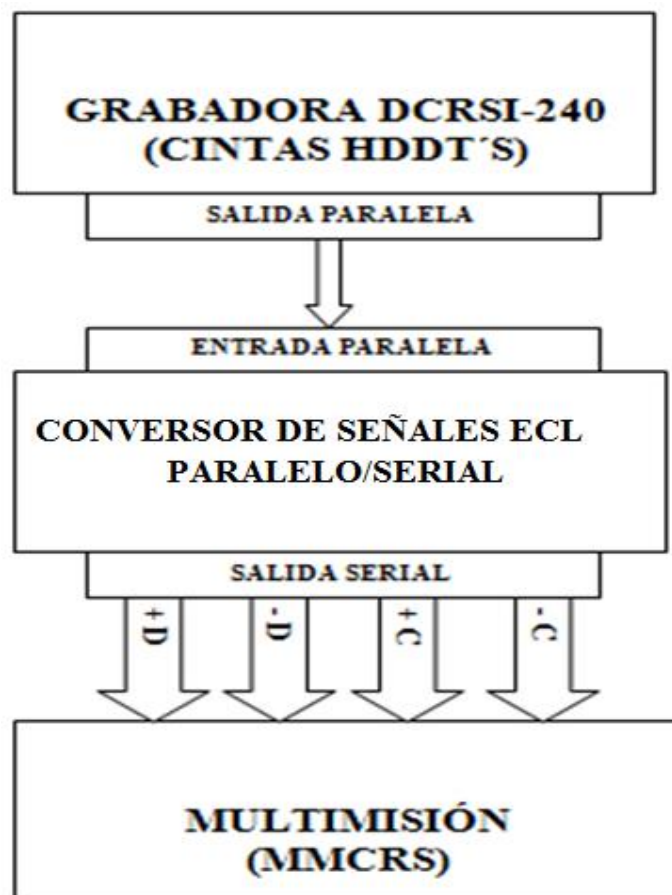 GRABADORA DCRSI-240
(CINTAS HDDT´S)
SALIDA PARALELA
ENTRADA PARALELA
CONVERSOR DE SEÑALES ECL
PARALELO/SERIAL
SALIDA SERIAL
+D
-D
+C
-C
MULTIMISIÓN
(MMCRS)